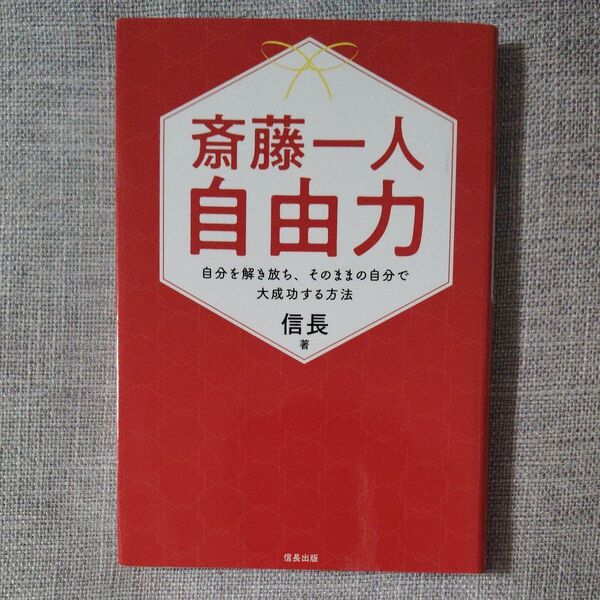 斎藤一人
自由力
自分を解き放ち、そのままの自分で
大成功する方法
信長
著
信長出版